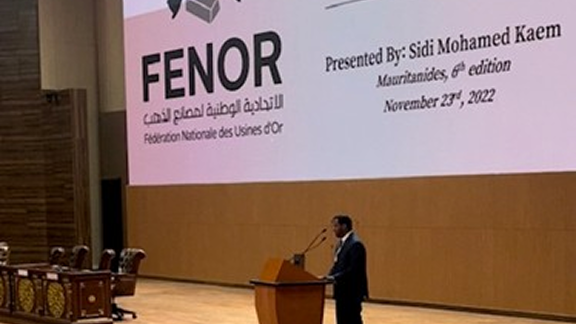 FENOR
الاتحادية الوطنية لمصانع الذهب
Fédération Nationale des Usines d'Or
Presented By: Sidi Mohamed Kaem
Mauritanides, 6th edition
November 23rd, 2022